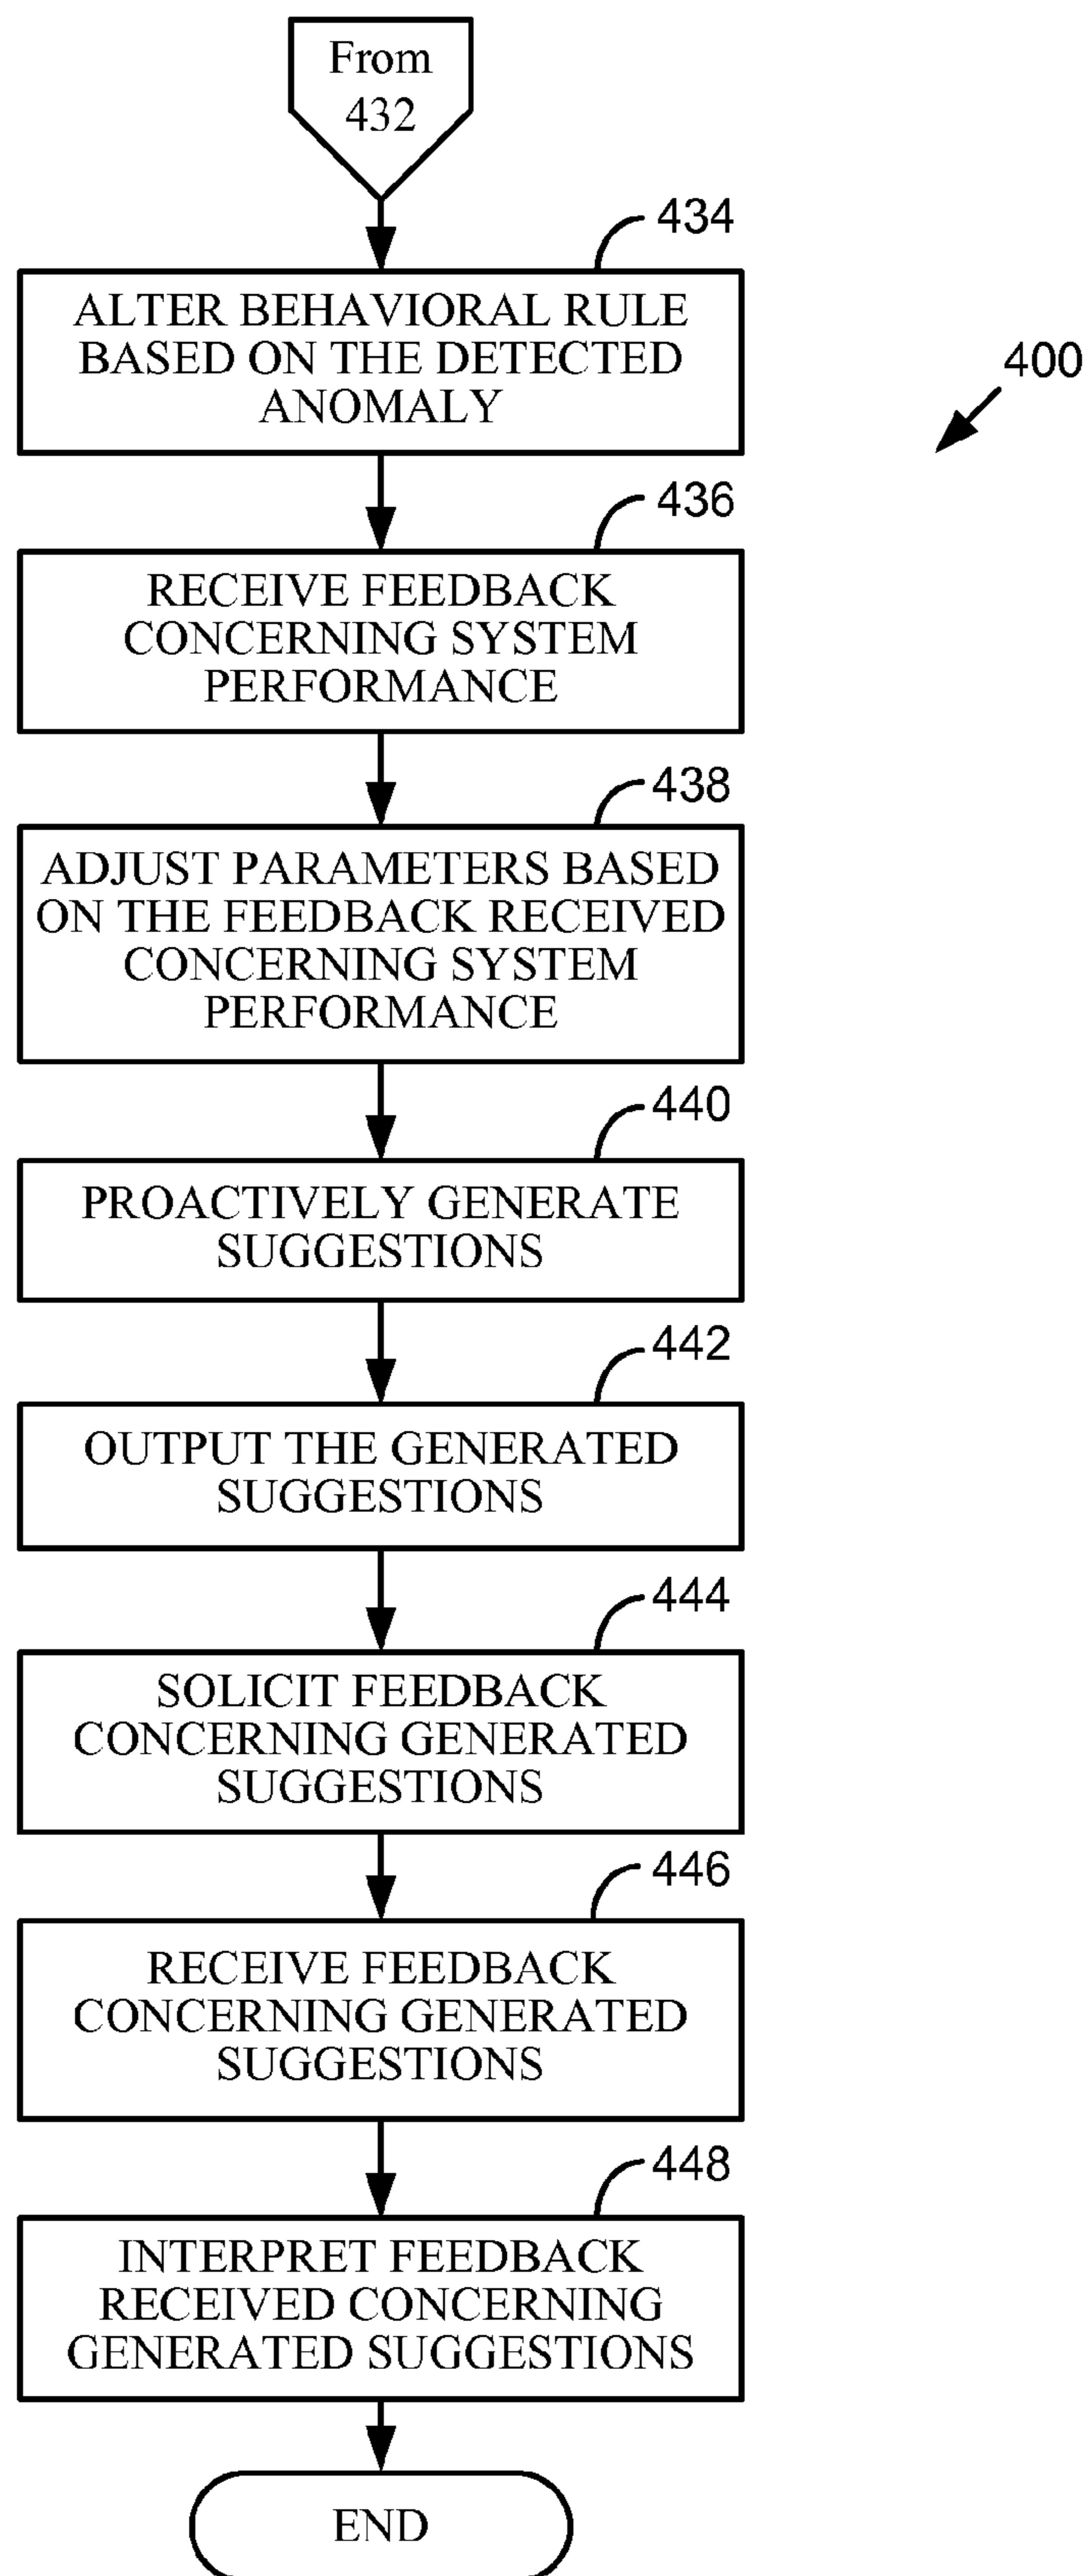 From
432
434
ALTER BEHAVIORAL RULE
BASED ON THE DETECTED
ANOMALY
400
436
RECEIVE FEEDBACK
CONCERNING SYSTEM
PERFORMANCE
438
ADJUST PARAMETERS BASED
ON THE FEEDBACK RECEIVED
CONCERNING SYSTEM
PERFORMANCE
440
PROACTIVELY GENERATE
SUGGESTIONS
442
OUTPUT THE GENERATED
SUGGESTIONS
444
SOLICIT FEEDBACK
CONCERNING GENERATED
SUGGESTIONS
446
RECEIVE FEEDBACK
CONCERNING GENERATED
SUGGESTIONS
448
INTERPRET FEEDBACK
RECEIVED CONCERNING
GENERATED SUGGESTIONS
END